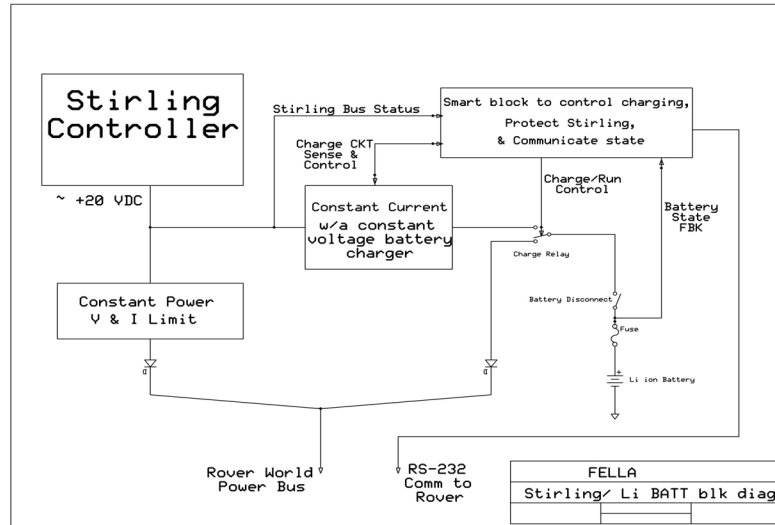 Stirling
Controller
~ +20 VDC
Stirling Bus Status
Smart block to control charging,
Protect Stirling,
& Communicate state
Charge CKT
Sense &
Control
Constant Current
w/a constant
voltage battery
charger
Charge/Run
Control
Battery
State
FBK
Charge Relay
Constant Power
V & I Limit
Battery Disconnect
Fuse
d
d
+
Li ion Battery
Rover World
Power Bus
RS-232
Comm to
Rover
FELLA
Stirling/ Li BATT blk diag